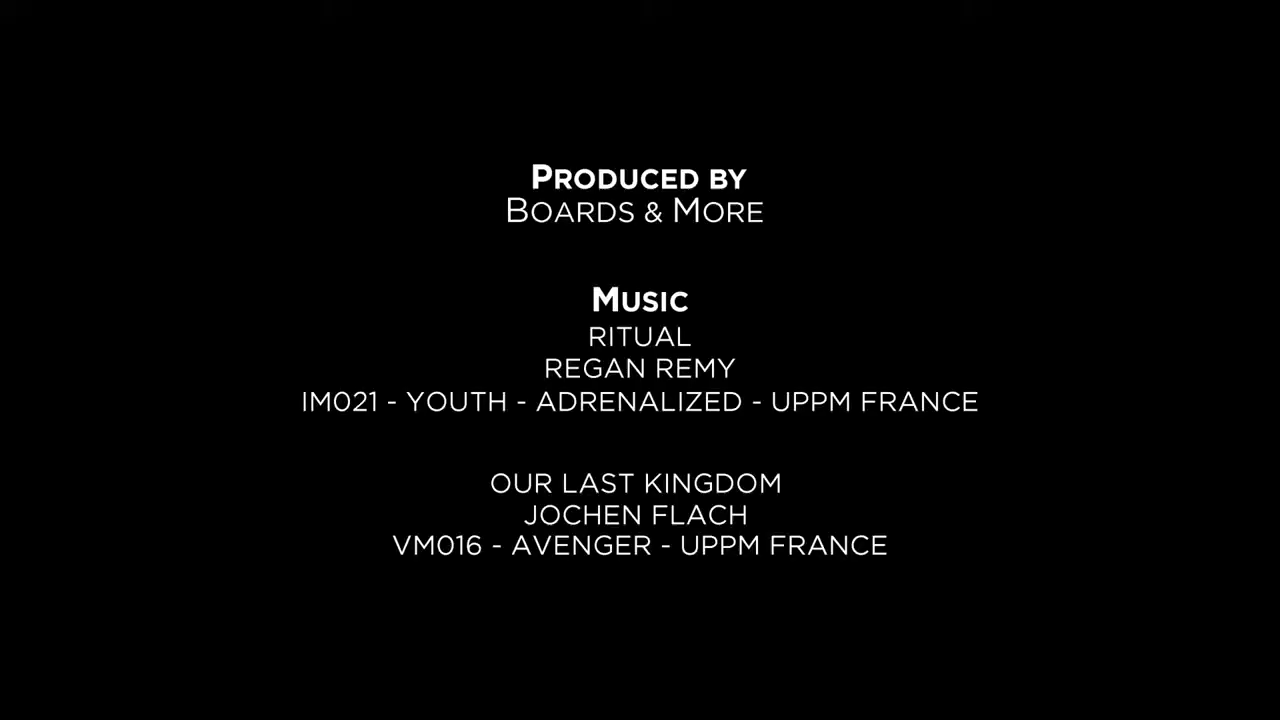 PRODUCED BY
BOARDS & MORE
MUSIC
RITUAL
REGAN REMY
IM021 - YOUTH - ADRENALIZED - UPPM FRANCE
OUR LAST KINGDOM
JOCHEN FLACH
VM016 - AVENGER - UPPM FRANCE